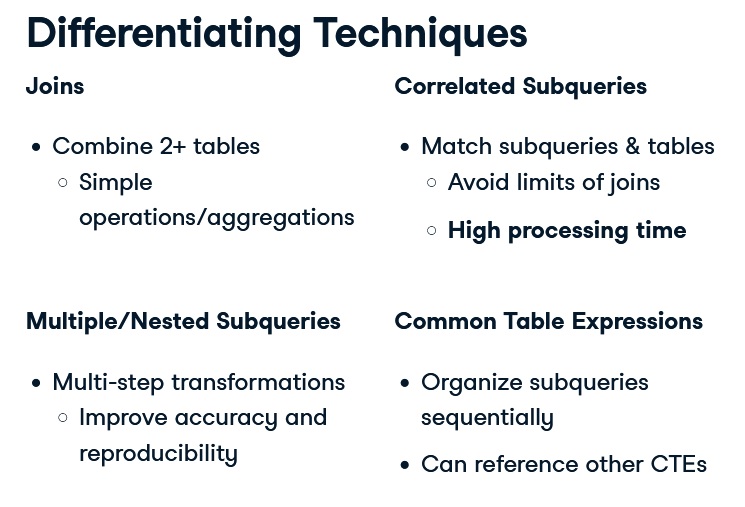 Differentiating Techniques
Joins
• Combine 2+ tables
○ Simple
operations/aggregations
Correlated Subqueries
• Match subqueries & tables
○ Avoid limits of joins
○ High processing time
Multiple/Nested Subqueries
• Multi-step transformations
○ Improve accuracy and
reproducibility
Common Table Expressions
• Organize subqueries
sequentially
• Can reference other CTEs